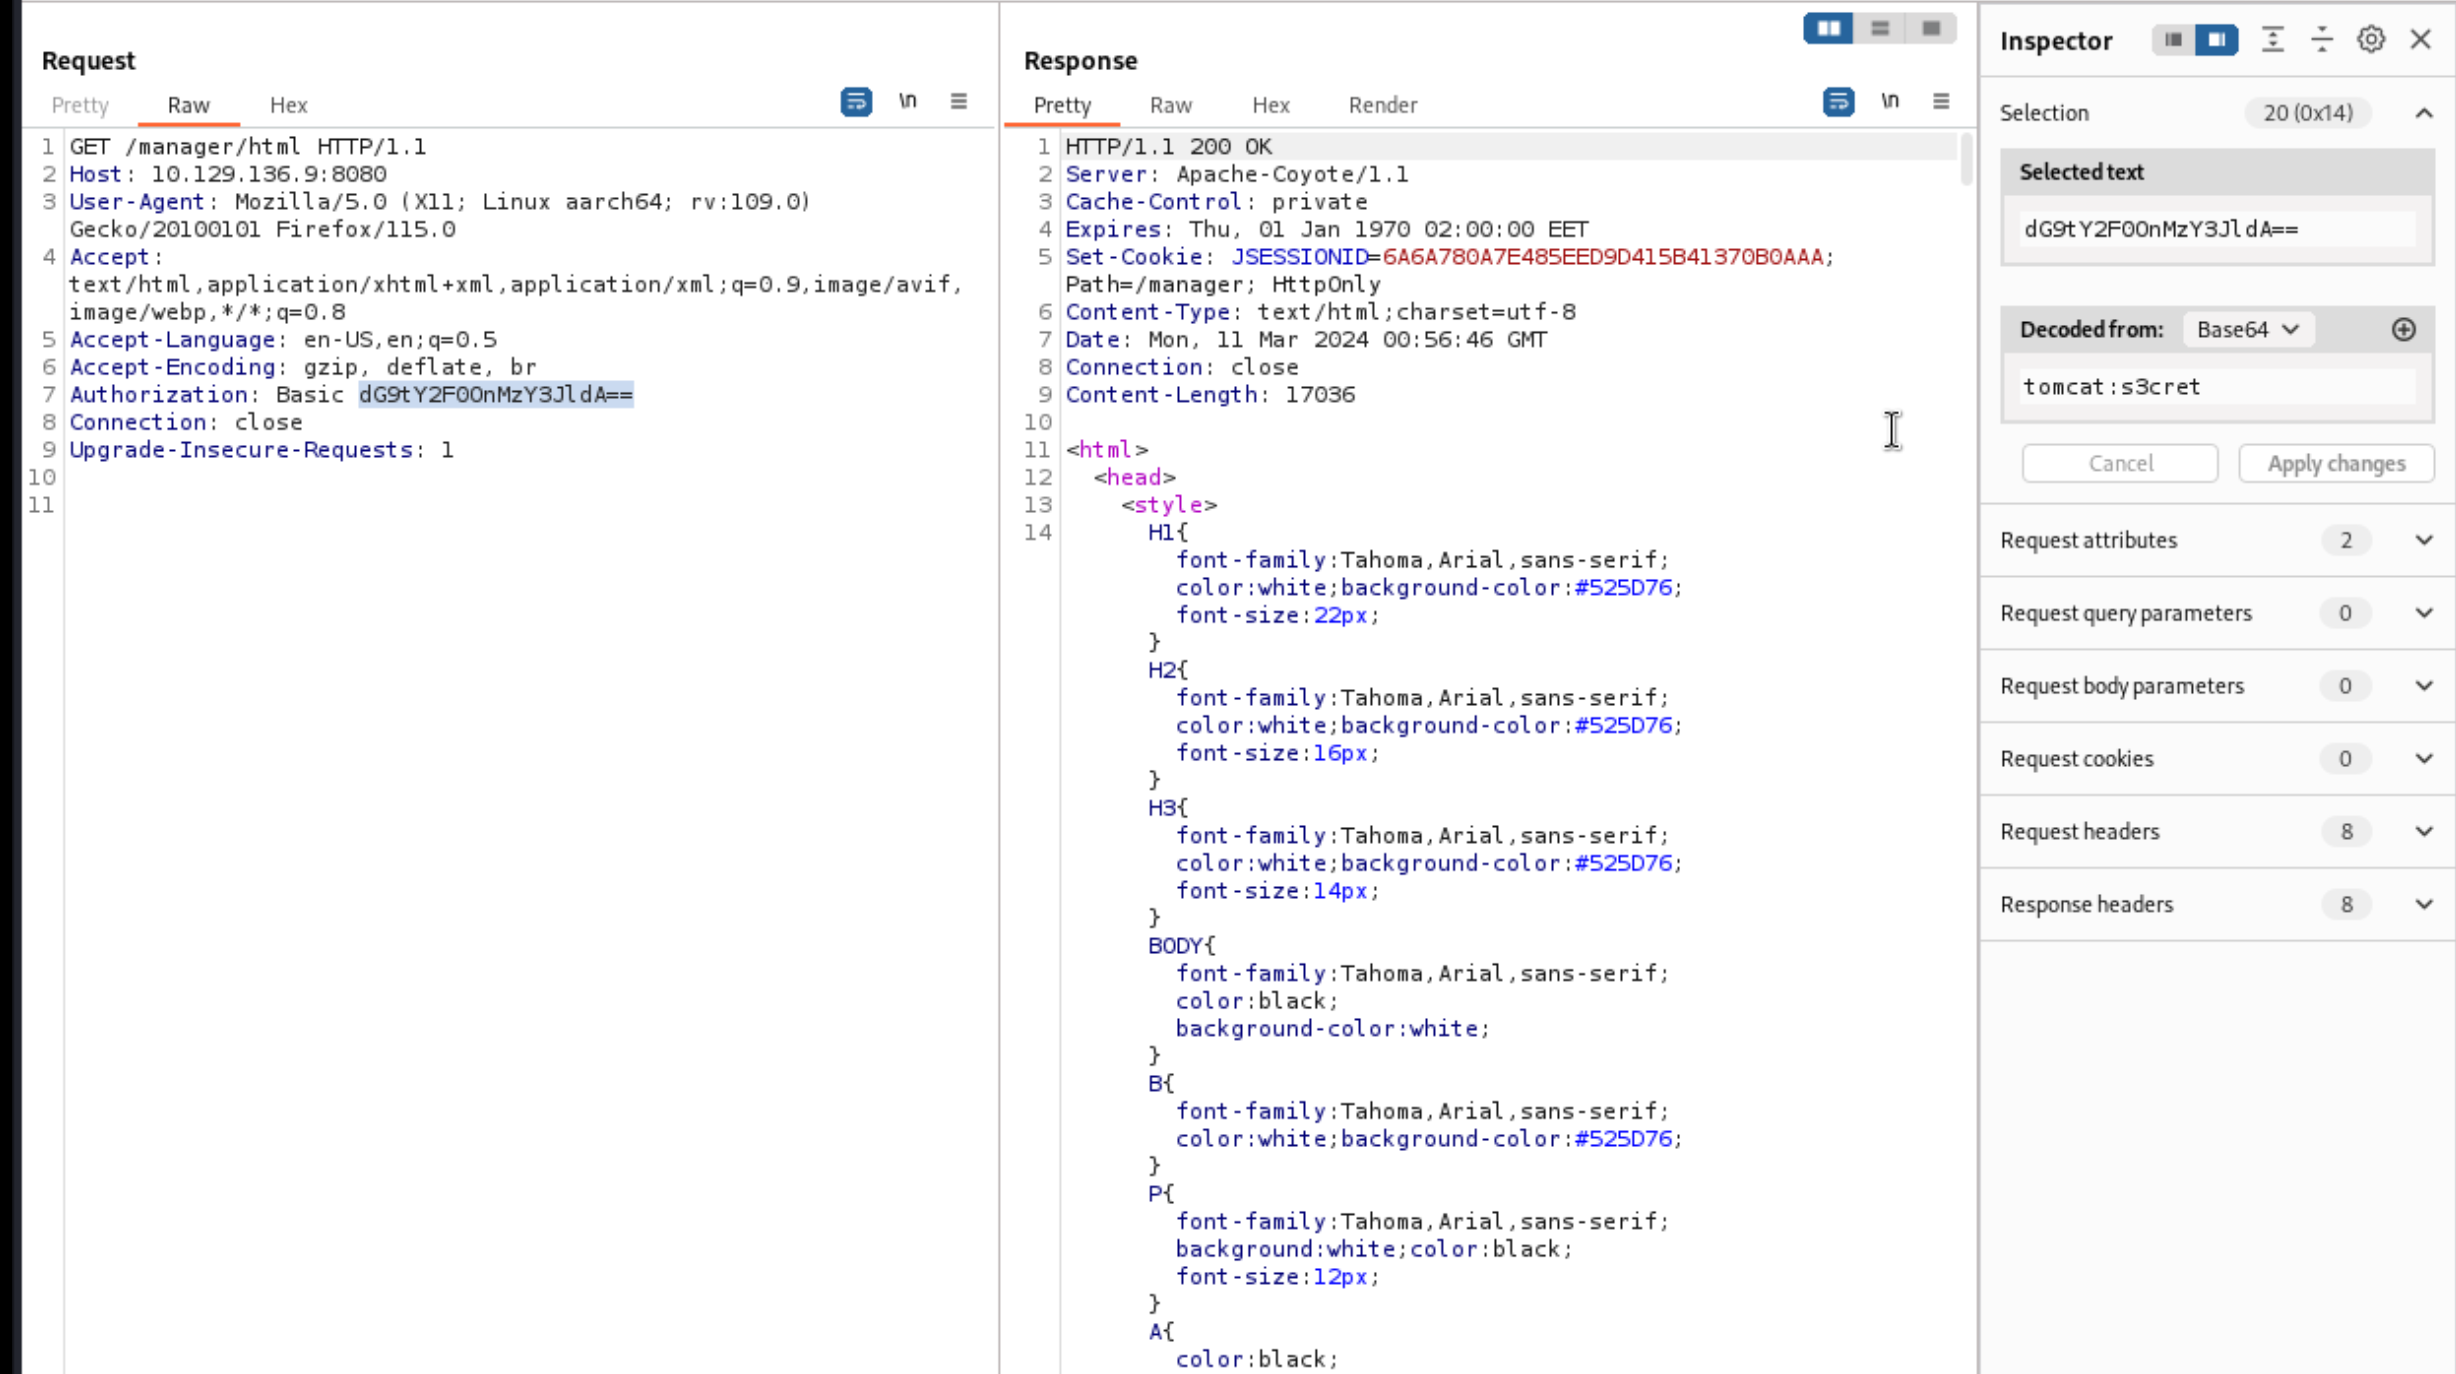 Request
Pretty Raw Hex \n
1 GET /manager/html HTTP/1.1
2 Host: 10.129.136.9:8080
3 User-Agent: Mozilla/5.0 (X11; Linux aarch64; rv:109.0)
Gecko/20100101 Firefox/115.0
4 Accept:
text/html,application/xhtml+xml,application/xml;q=0.9,image/avif,
image/webp,*/*;q=0.8
5 Accept-Language: en-US,en;q=0.5
6 Accept-Encoding: gzip, deflate, br
7 Authorization: Basic dG9tY2F0OnMzY3JldA==
8 Connection: close
9 Upgrade-Insecure-Requests: 1
10
11
Response
Pretty Raw Hex Render \n
1 HTTP/1.1 200 OK
2 Server: Apache-Coyote/1.1
3 Cache-Control: private
4 Expires: Thu, 01 Jan 1970 02:00:00 EET
5 Set-Cookie: JSESSIONID=6A6A780A7E485EED9D415B41370B0AAA;
Path=/manager; HttpOnly
6 Content-Type: text/html;charset=utf-8
7 Date: Mon, 11 Mar 2024 00:56:46 GMT
8 Connection: close
9 Content-Length: 17036
10
11 <html>
12 <head>
13 <style>
14 H1{
font-family:Tahoma,Arial,sans-serif;
color:white;background-color:#525D76;
font-size:22px;
}
H2{
font-family:Tahoma,Arial,sans-serif;
color:white;background-color:#525D76;
font-size:16px;
}
H3{
font-family:Tahoma,Arial,sans-serif;
color:white;background-color:#525D76;
font-size:14px;
}
BODY{
font-family:Tahoma,Arial,sans-serif;
color:black;
background-color:white;
}
B{
font-family:Tahoma,Arial,sans-serif;
color:white;background-color:#525D76;
}
P{
font-family:Tahoma,Arial,sans-serif;
background:white;color:black;
font-size:12px;
}
A{
color:black;
Inspector
Selection 20 (0x14)
Selected text
dG9tY2F0OnMzY3JldA==
Decoded from: Base64
tomcat:s3cret
Cancel Apply changes
Request attributes 2
Request query parameters 0
Request body parameters 0
Request cookies 0
Request headers 8
Response headers 8